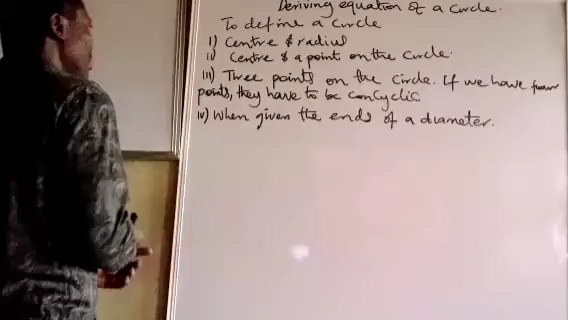 Deriving equation of a circle.
To define a circle
i) Centre & radius
ii) Centre & a point on the circle.
iii) Three points on the circle. If we have four
points, they have to be concyclic
iv) When given the ends of a diameter.